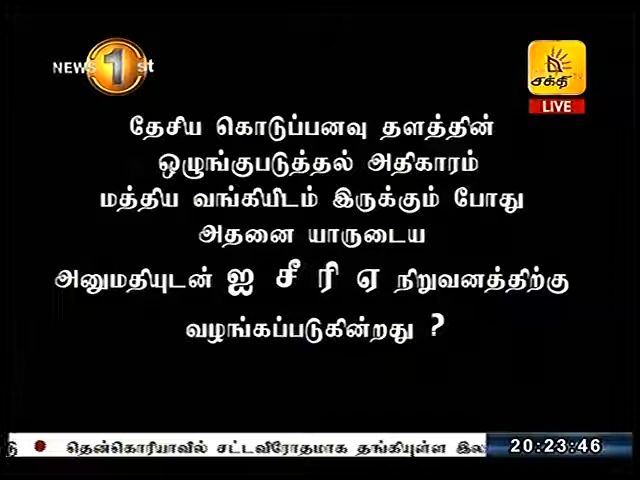 NEWS 1st
சக்தி TV
LIVE
தேசிய கொடுப்பனவு தளத்தின்
ஒழுங்குபடுத்தல் அதிகாரம்
மத்திய வங்கியிடம் இருக்கும் போது
அதனை யாருடைய
அனுமதியுடன் ஐ சீ ரி ஏ நிறுவனத்திற்கு
வழங்கப்படுகின்றது ?
தென்கொரியாவில் சட்டவிரோதமாக தங்கியுள்ள
20:23:46